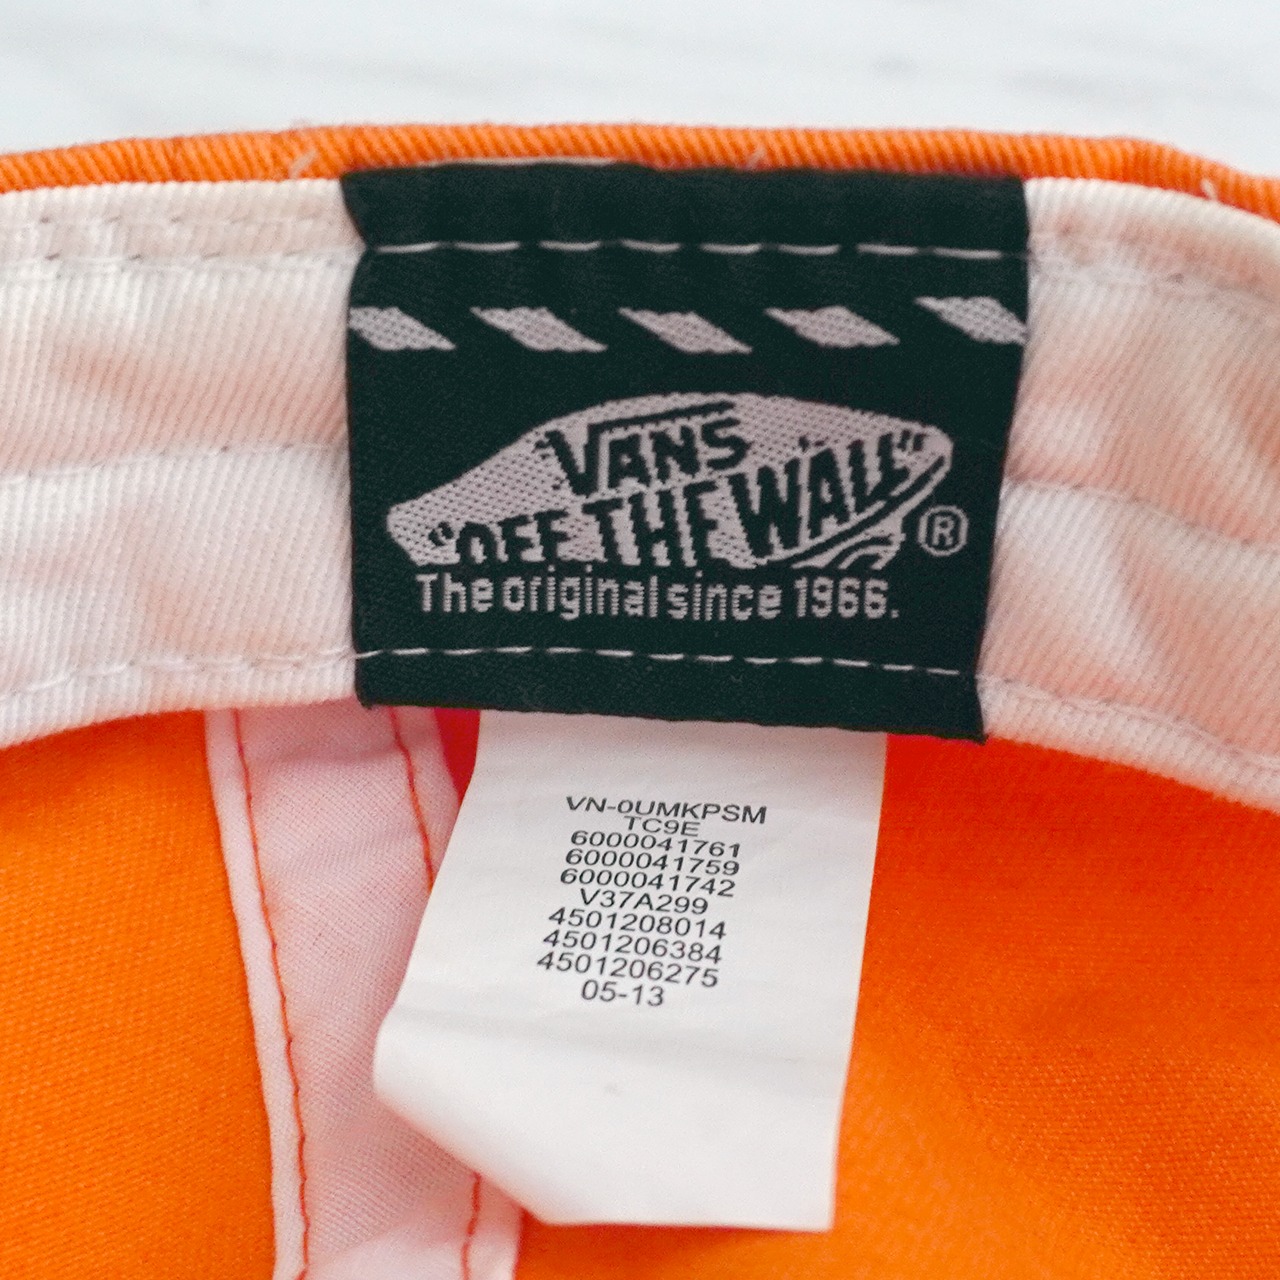 VANS
"OFF THE WALL"
®
The original since 1966.
VN-0UMKPSM
TC9E
6000041761
6000041759
6000041742
V37A299
4501208014
4501206384
4501206275
05-13